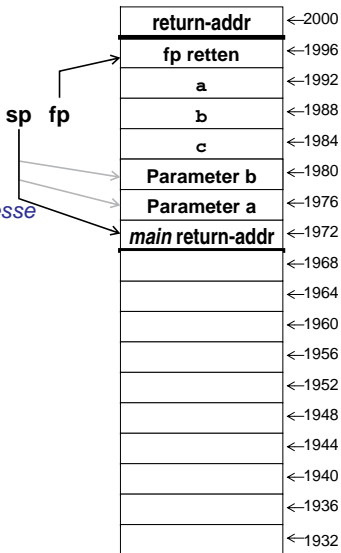 return-addr ←2000
fp retten ←1996
a ←1992
sp fp b ←1988
c ←1984
Parameter b ←1980
Parameter a ←1976
esse main return-addr ←1972
←1968
←1964
←1960
←1956
←1952
←1948
←1944
←1940
←1936
←1932